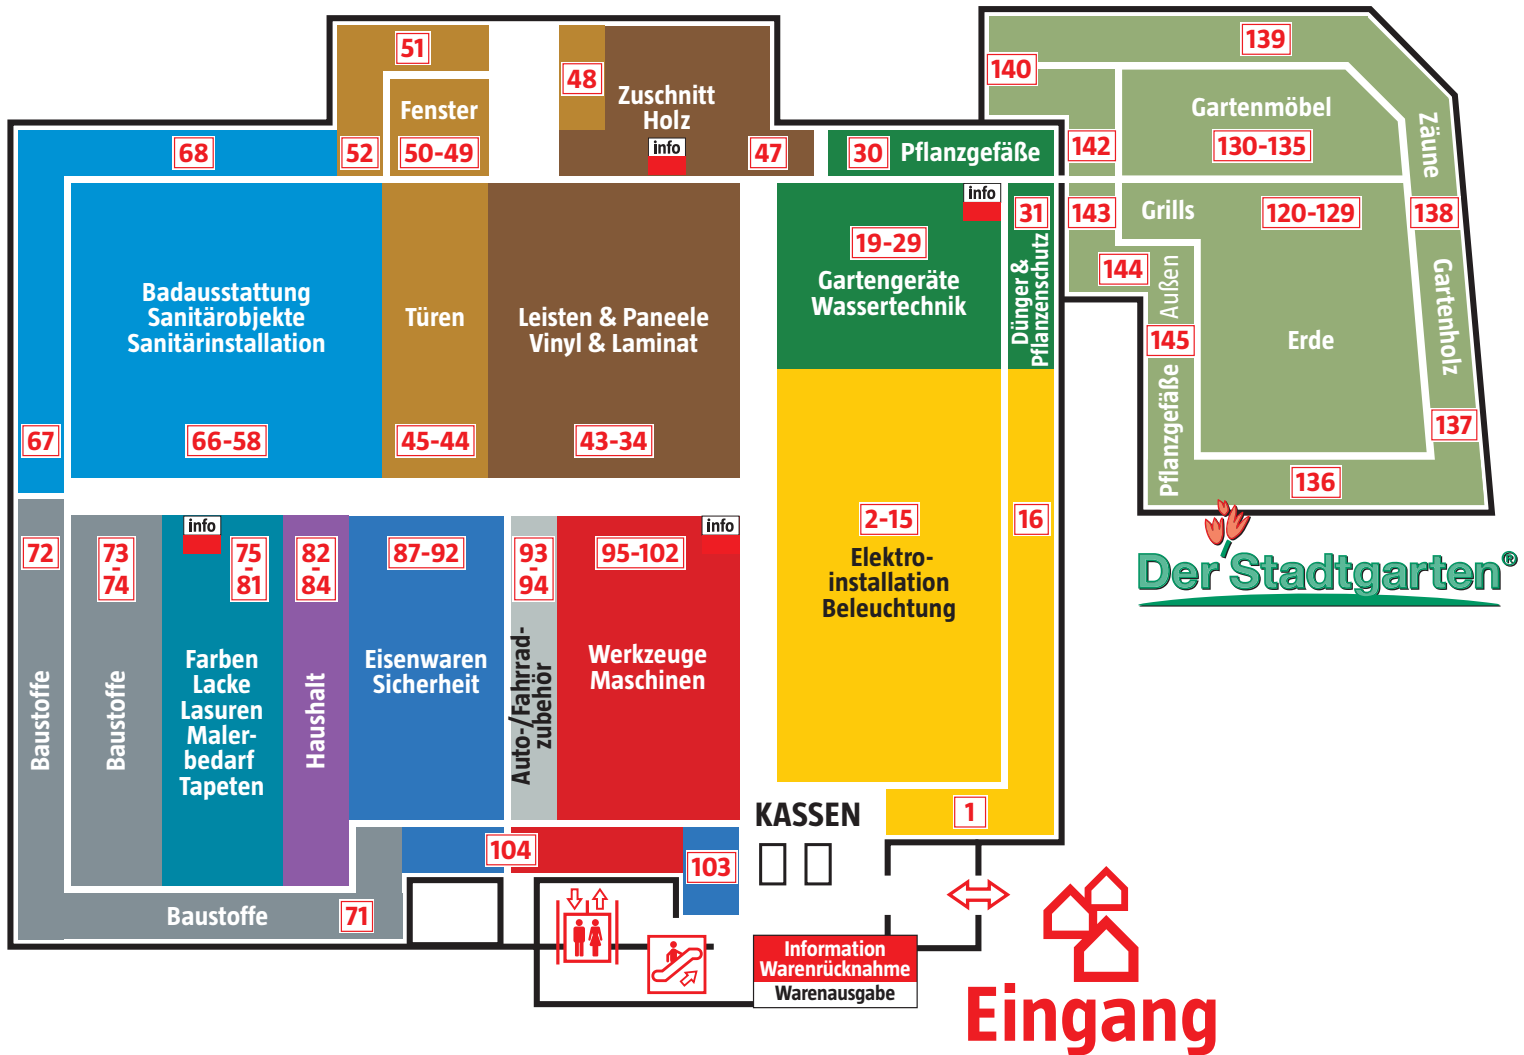 51
48
Zuschnitt
Holz
info
47
Fenster
50-49
52
68
30
Pflanzgefäße
140
139
142
Gartenmöbel
130-135
Zäune
Badausstattung
Sanitärobjekte
Sanitärinstallation
66-58
67
Türen
45-44
Leisten & Paneele
Vinyl & Laminat
43-34
info
19-29
Gartengeräte
Wassertechnik
31
Dünger &
Pflanzenschutz
143
Grills
120-129
138
144
Außen
145
Pflanzgefäße
Erde
Gartenholz
137
136
Der Stadtgarten®
72
Baustoffe
73
-
74
Baustoffe
info
75
-
81
Farben
Lacke
Lasuren
Maler-
bedarf
Tapeten
82
-
84
Haushalt
87-92
Eisenwaren
Sicherheit
93
-
94
Auto-/Fahrrad-
zubehör
info
95-102
Werkzeuge
Maschinen
2-15
Elektro-
installation
Beleuchtung
16
1
KASSEN
104
103
Baustoffe
71
Information
Warenrücknahme
Warenausgabe
Eingang